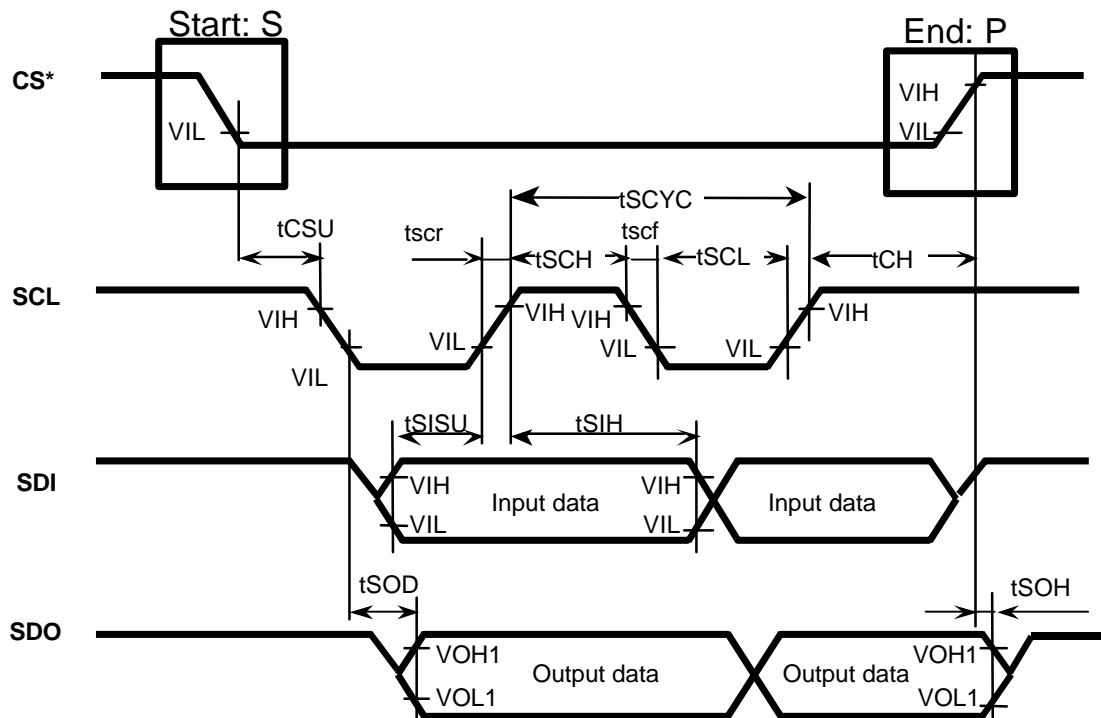 Start: S
End: P
CS*
VIL
VIH
VIL
tSCYC
tCSU
tscr
tscf
tSCH
tSCL
tCH
SCL
VIH
VIL
VIL
VIH
VIH
VIL
VIL
VIH
tSISU
tSIH
SDI
VIH
Input data
VIH
Input data
VIL
VIL
tSOD
tSOH
SDO
VOH1
Output data
Output data
VOH1
VOL1
VOL1